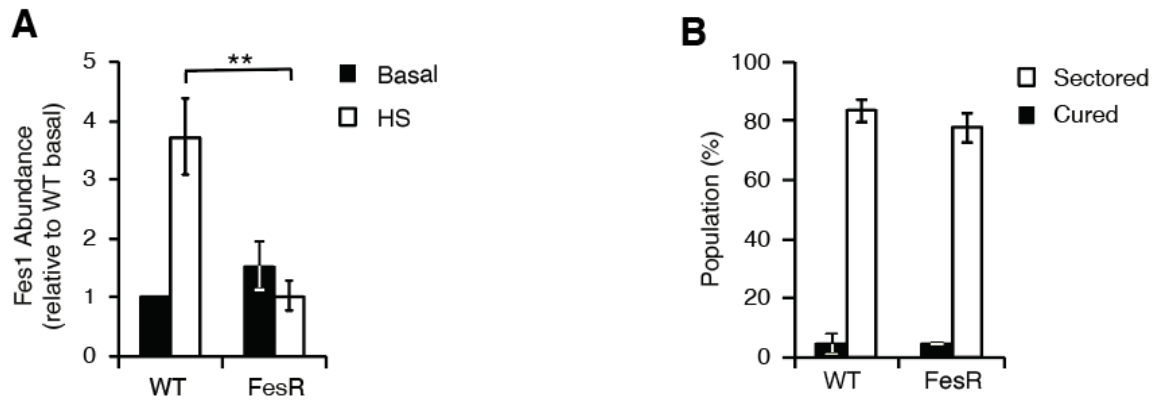 A
Fes1 Abundance
(relative to WT basal)
5
4
3
2
1
0
**
Basal
HS
WT
FesR
B
Population (%)
100
80
60
40
20
0
Sectored
Cured
WT
FesR